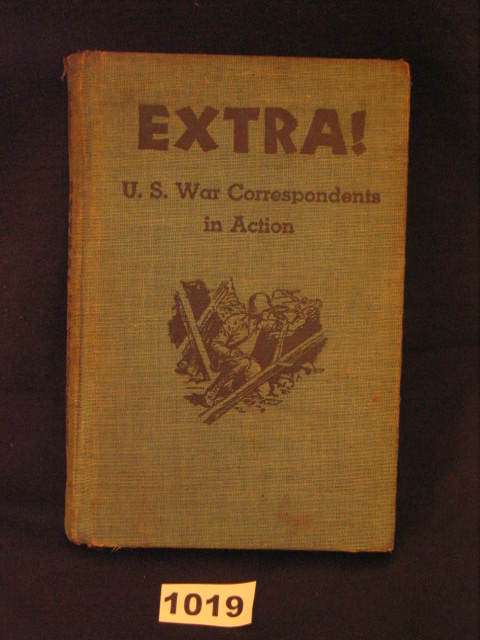 EXTRA!
U. S. War Correspondents
in Action
1019